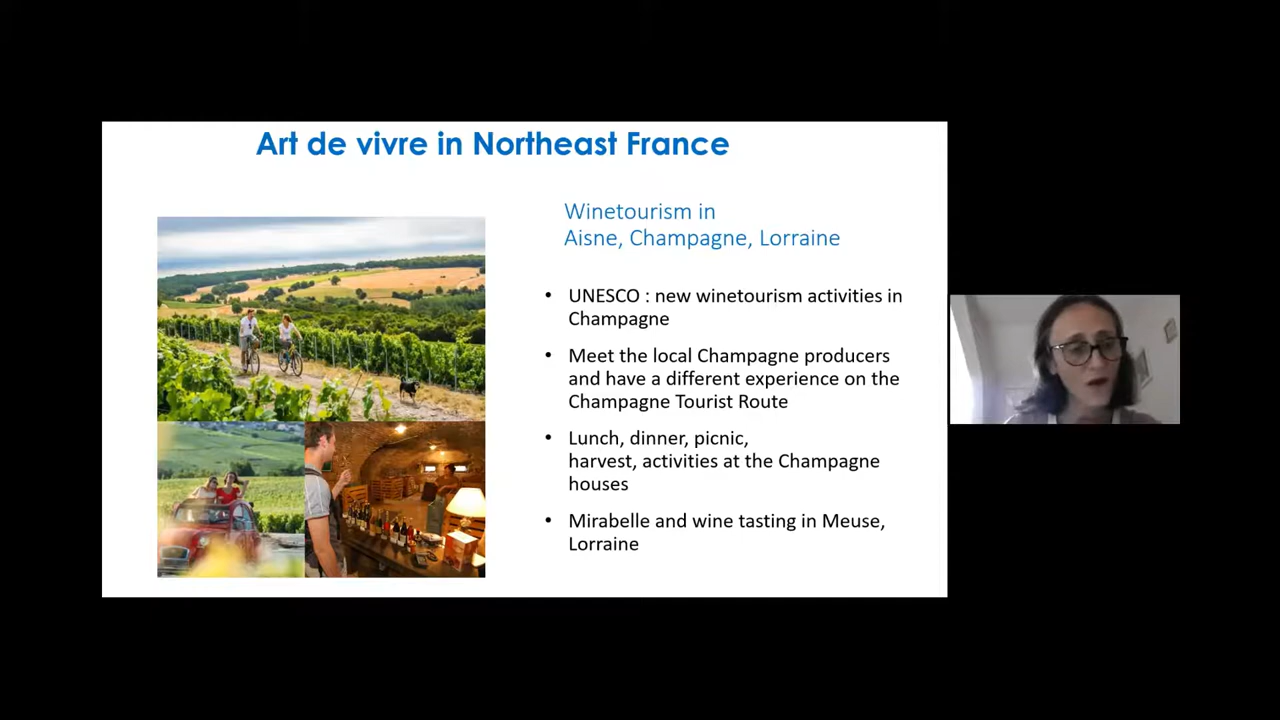 Art de vivre in Northeast France
Winetourism in
Aisne, Champagne, Lorraine
• UNESCO : new winetourism activities in
Champagne
• Meet the local Champagne producers
and have a different experience on the
Champagne Tourist Route
• Lunch, dinner, picnic,
harvest, activities at the Champagne
houses
• Mirabelle and wine tasting in Meuse,
Lorraine